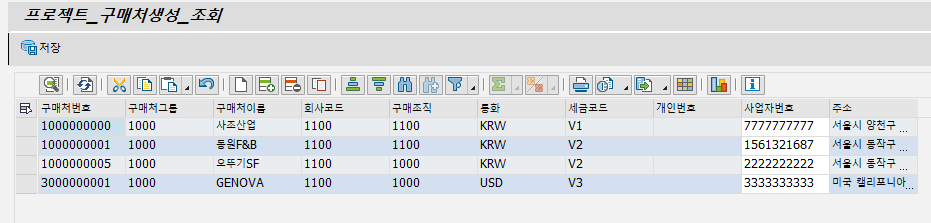 프로젝트_구매처생성_조회
저장
구매처번호 구매처그룹 구매처이름 회사코드 구매조직 통화 세금코드 개인번호 사업자번호 주소
1000000000 1000 사조산업 1100 1100 KRW V1 7777777777 서울시 양천구 ...
1000000001 1000 동원F&B 1100 1100 KRW V2 1561321687 서울시 동작구 ...
1000000005 1000 오뚜기SF 1100 1000 KRW V2 2222222222 서울시 동작구 ...
3000000001 1000 GENOVA 1100 1000 USD V3 3333333333 미국 캘리포니아...